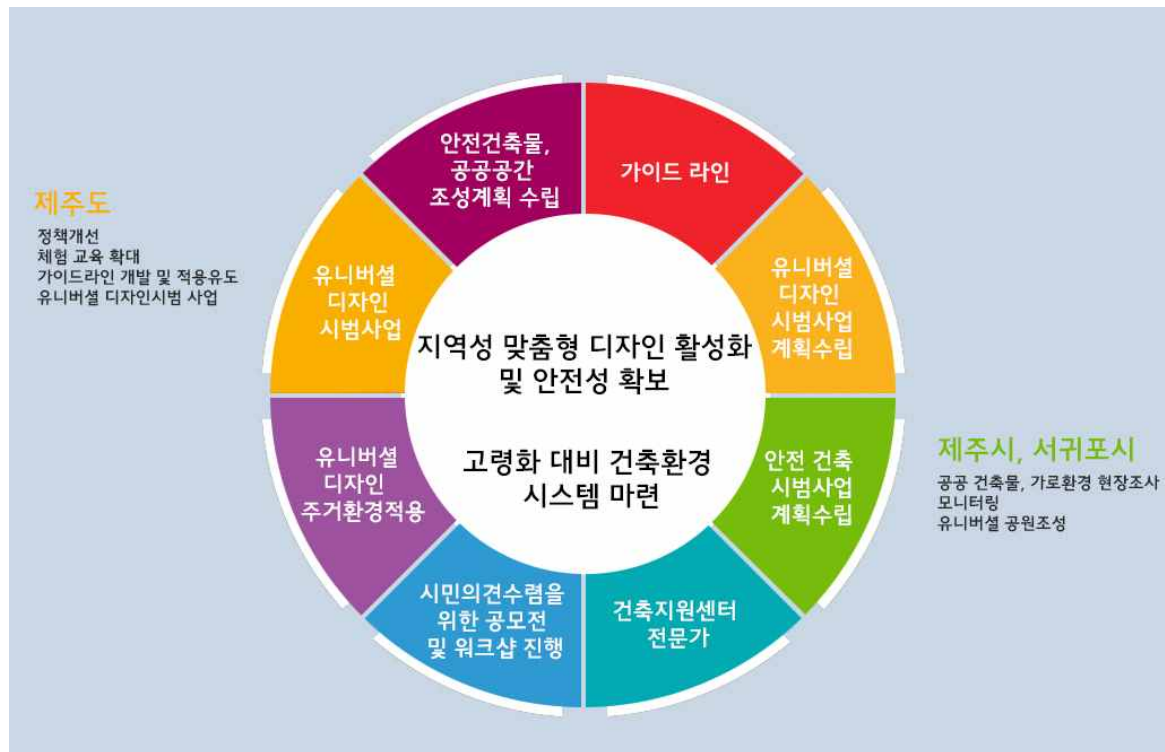 안전건축물,
공공공간
조성계획 수립
가이드 라인
제주도
정책개선
체험 교육 확대
가이드라인 개발 및 적용유도
유니버셜 디자인시범 사업
유니버셜
디자인
시범사업
유니버셜
디자인
시범사업
계획수립
지역성 맞춤형 디자인 활성화
및 안전성 확보
고령화 대비 건축환경
시스템 마련
유니버셜
디자인
주거환경적용
안전 건축
시범사업
계획수립
제주시, 서귀포시
공공 건축물, 가로환경 현장조사
모니터링
유니버셜 공원조성
시민의견수렴을
위한 공모전
및 워크샵 진행
건축지원센터
전문가